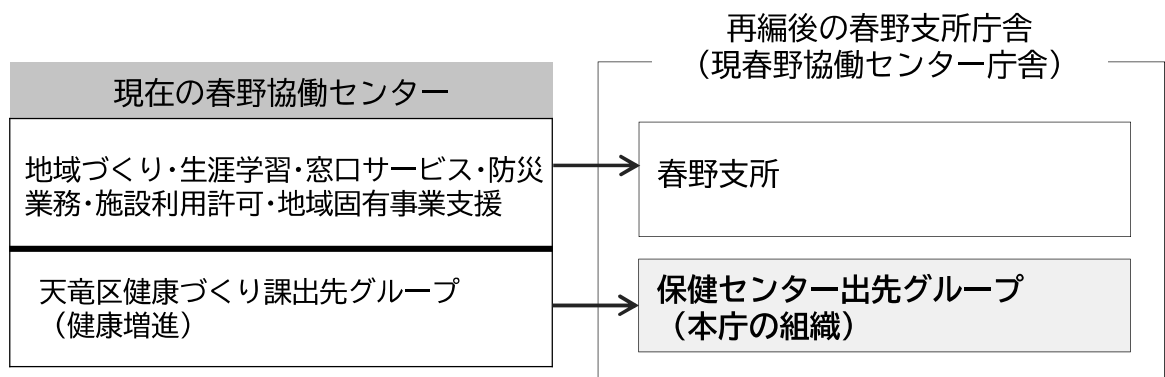 再編後の春野支所庁舎
（現春野協働センター庁舎）
現在の春野協働センター
地域づくり・生涯学習・窓口サービス・防災
業務・施設利用許可・地域固有事業支援
春野支所
天竜区健康づくり課出先グループ
（健康増進）
保健センター出先グループ
（本庁の組織）